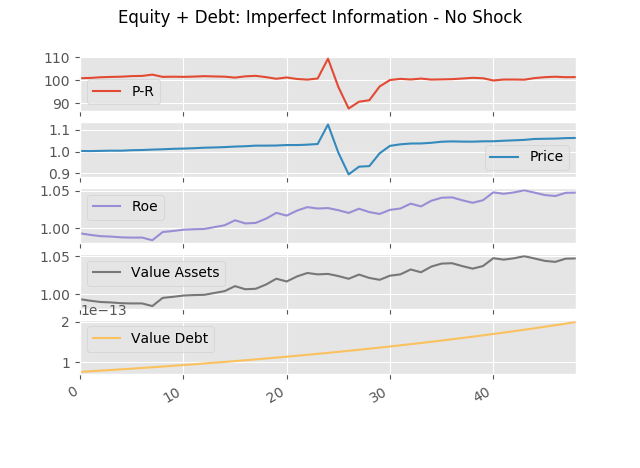 Equity + Debt: Imperfect Information - No Shock
110
100
90
P-R
1.1
1.0
0.9
Price
1.05
1.00
Roe
1.05
1.00
Value Assets
1e−13
2
1
Value Debt
0 10 20 30 40